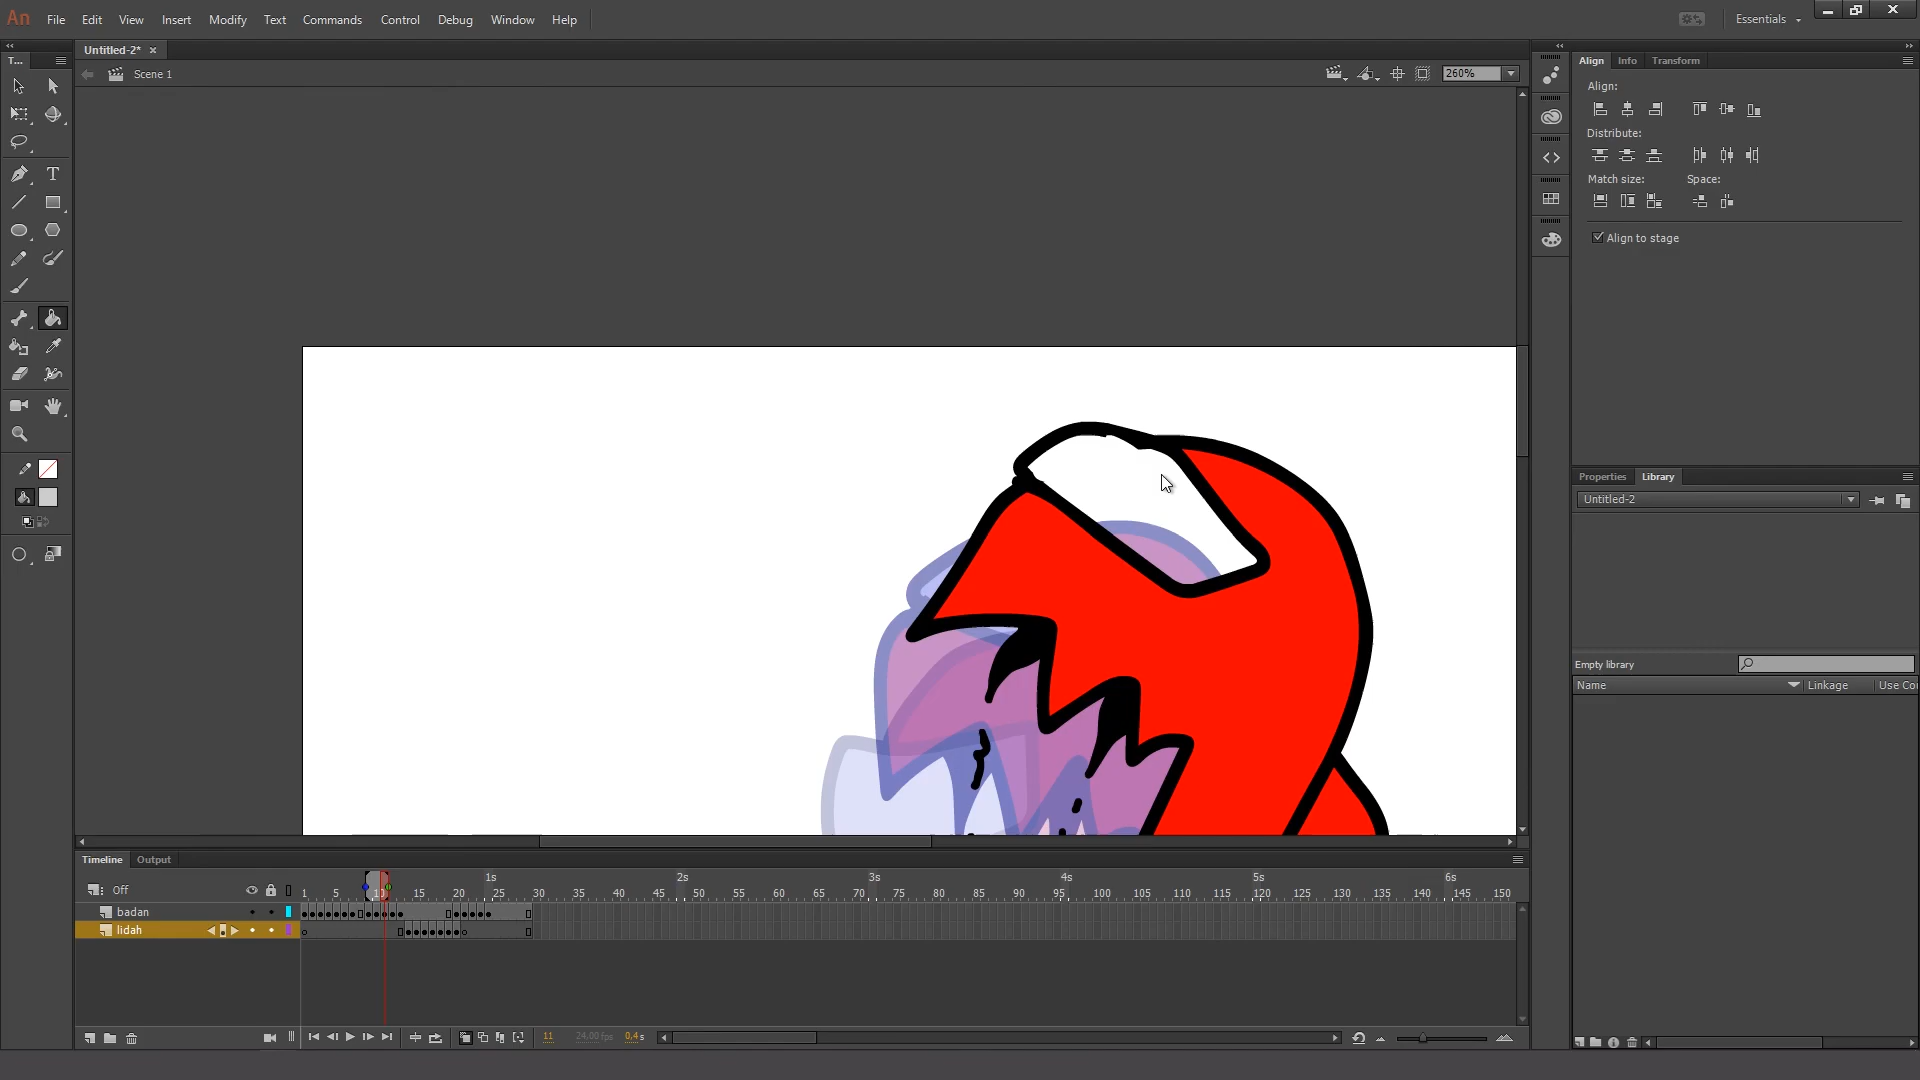 An File Edit View Insert Modify Text Commands Control Debug Window Help Essentials
Untitled-2*
T...
Scene 1
260%
Align Info Transform
Align:
Distribute:
Match size: Space:
Align to stage
Properties Library
Untitled-2
Empty library
Name Linkage Use Co
Timeline Output
1s 2s 3s 4s 5s 6s
Off
1 5 10 15 20 25 30 35 40 45 50 55 60 65 70 75 80 85 90 95 100 105 110 115 120 125 130 135 140 145 150
badan
lidah
11 24,00 fps 0,4 s